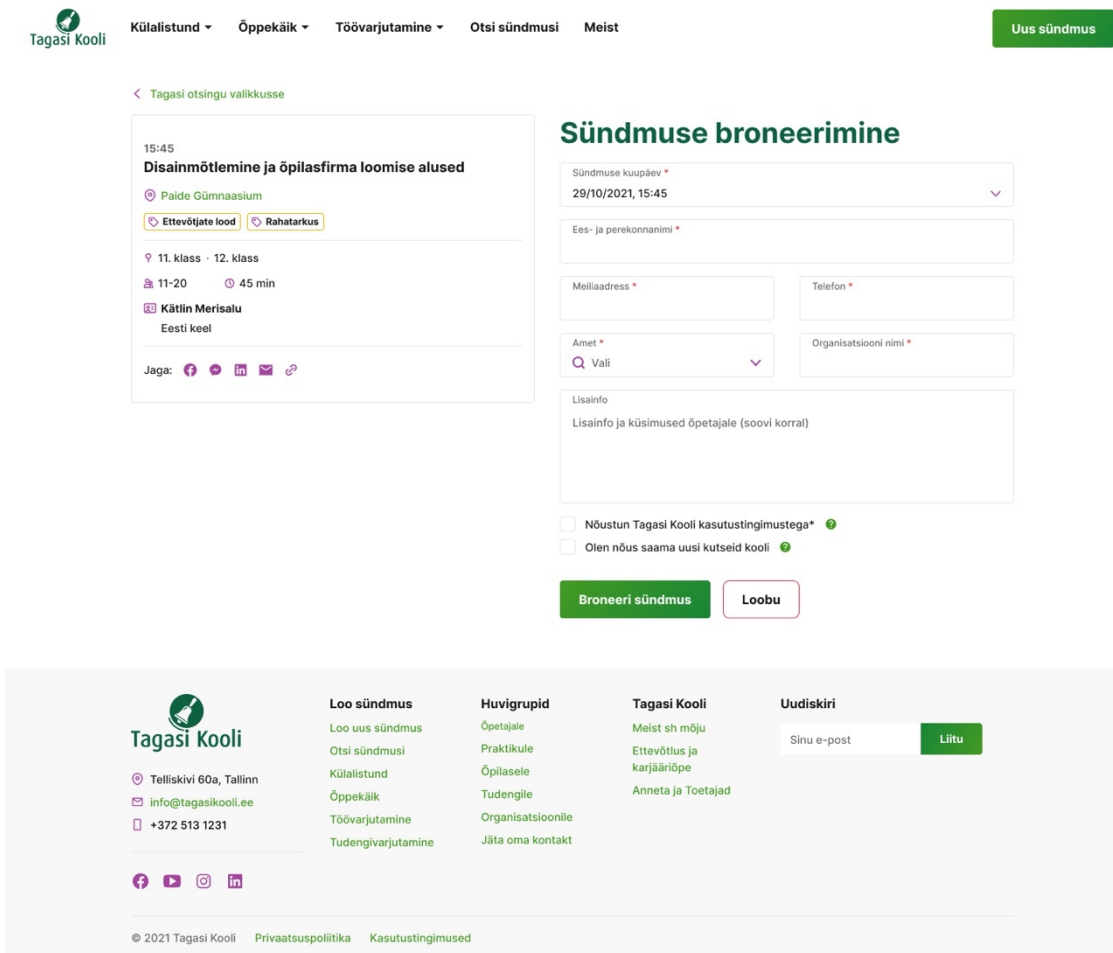 Tagasi Kooli
Külalistund
Õppekäik
Töövarjutamine
Otsi sündmusi
Meist
Uus sündmus
Tagasi otsingu valikkusse
15:45
Disainmõtlemine ja õpilasfirma loomise alused
Paide Gümnaasium
Ettevõtjate lood
Rahatarkus
11. klass · 12. klass
11-20
45 min
Kätlin Merisalu
Eesti keel
Jaga:
Sündmuse broneerimine
Sündmuse kuupäev *
29/10/2021, 15:45
Ees- ja perekonnanimi *
Meiliaadress *
Telefon *
Amet *
Vali
Organisatsiooni nimi *
Lisainfo
Lisainfo ja küsimused õpetajale (soovi korral)
Nõustun Tagasi Kooli kasutustingimustega*
Olen nõus saama uusi kutseid kooli
Broneeri sündmus
Loobu
Tagasi Kooli
Telliskivi 60a, Tallinn
info@tagasikooli.ee
+372 513 1231
Loo sündmus
Loo uus sündmus
Otsi sündmusi
Külalistund
Õppekäik
Töövarjutamine
Tudengivarjutamine
Huvigrupid
Õpetajale
Praktikule
Õpilasele
Tudengile
Organisatsioonile
Jäta oma kontakt
Tagasi Kooli
Meist sh mõju
Ettevõtlus ja
karjääriõpe
Anneta ja Toetajad
Uudiskiri
Sinu e-post
Liitu
© 2021 Tagasi Kooli
Privaatsuspoliitika
Kasutustingimused